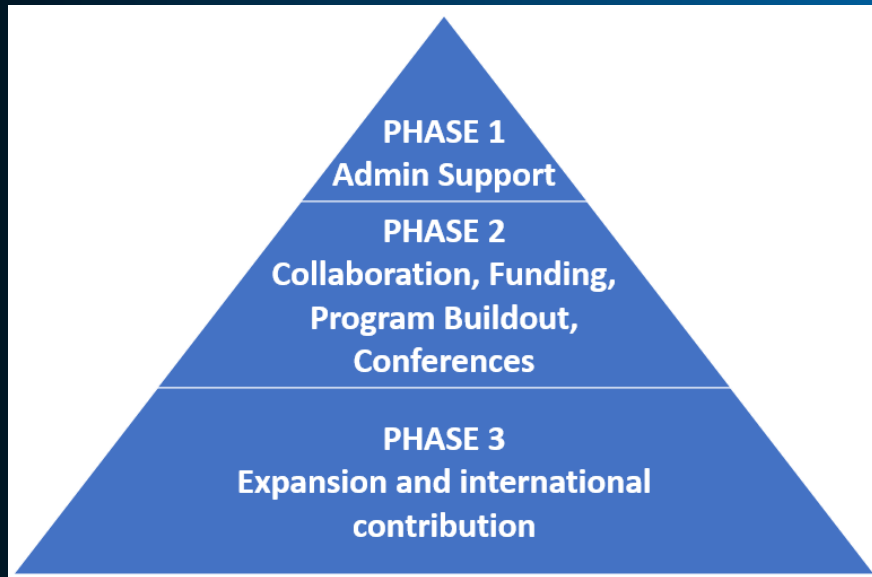 PHASE 1
Admin Support
PHASE 2
Collaboration, Funding,
Program Buildout,
Conferences
PHASE 3
Expansion and international
contribution